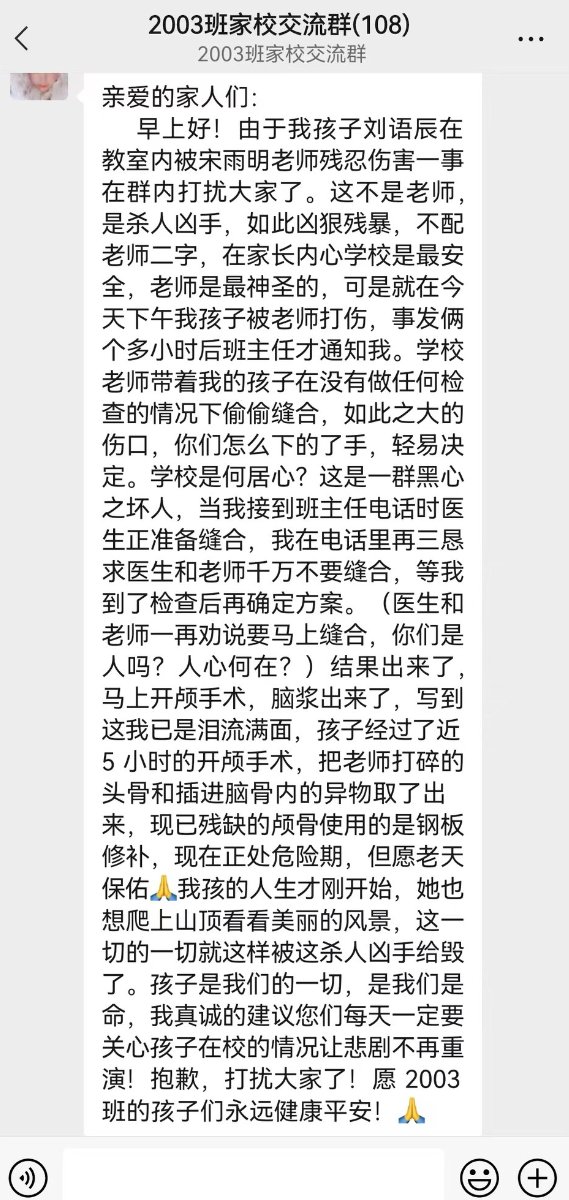 2003班家校交流群(108)
2003班家校交流群
亲爱的家人们：
早上好！由于我孩子刘语辰在
教室内被宋雨明老师残忍伤害一事
在群内打扰大家了。这不是老师，
是杀人凶手，如此凶狠残暴，不配
老师二字，在家长内心学校是最安
全，老师是最神圣的，可是就在今
天下午我孩子被老师打伤，事发俩
个多小时后班主任才通知我。学校
老师带着我的孩子在没有做任何检
查的情况下偷偷缝合，如此之大的
伤口，你们怎么下的了手，轻易决
定。学校是何居心？这是一群黑心
之坏人，当我接到班主任电话时医
生正准备缝合，我在电话里再三恳
求医生和老师千万不要缝合，等我
到了检查后再确定方案。（医生和
老师一再劝说要马上缝合，你们是
人吗？人心何在？）结果出来了，
马上开颅手术，脑浆出来了，写到
这我已是泪流满面，孩子经过了近
5 小时的开颅手术，把老师打碎的
头骨和插进脑骨内的异物取了出
来，现已残缺的颅骨使用的是钢板
修补，现在正处危险期，但愿老天
保佑🙏我孩的人生才刚开始，她也
想爬上山顶看看美丽的风景，这一
切的一切就这样被这杀人凶手给毁
了。孩子是我们的一切，是我们是
命，我真诚的建议您们每天一定要
关心孩子在校的情况让悲剧不再重
演！抱歉，打扰大家了！愿 2003
班的孩子们永远健康平安！🙏